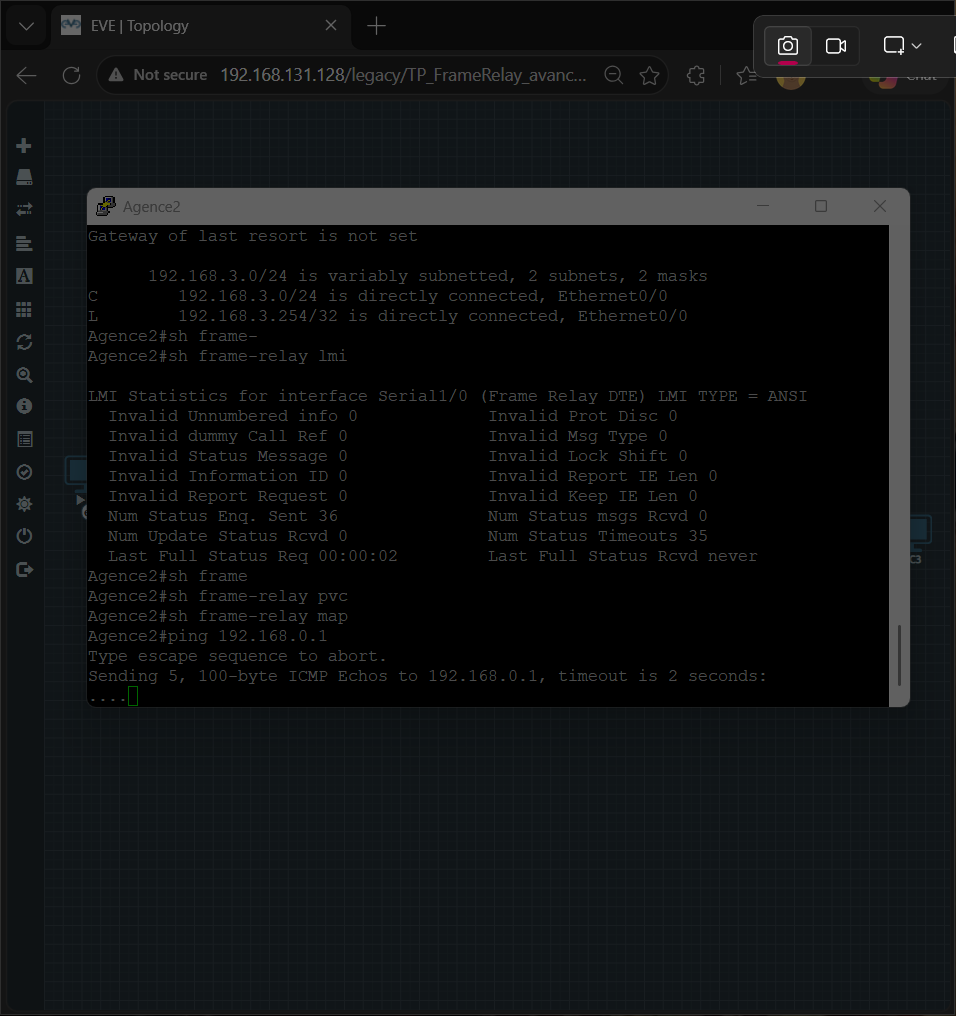 EVE | Topology
Not secure 192.168.131.128/legacy/TP_FrameRelay_avanc...
Agence2
Gateway of last resort is not set
192.168.3.0/24 is variably subnetted, 2 subnets, 2 masks
C 192.168.3.0/24 is directly connected, Ethernet0/0
L 192.168.3.254/32 is directly connected, Ethernet0/0
Agence2#sh frame-
Agence2#sh frame-relay lmi
LMI Statistics for interface Serial1/0 (Frame Relay DTE) LMI TYPE = ANSI
Invalid Unnumbered info 0 Invalid Prot Disc 0
Invalid dummy Call Ref 0 Invalid Msg Type 0
Invalid Status Message 0 Invalid Lock Shift 0
Invalid Information ID 0 Invalid Report IE Len 0
Invalid Report Request 0 Invalid Keep IE Len 0
Num Status Enq. Sent 36 Num Status msgs Rcvd 0
Num Update Status Rcvd 0 Num Status Timeouts 35
Last Full Status Req 00:00:02 Last Full Status Rcvd never
Agence2#sh frame
Agence2#sh frame-relay pvc
Agence2#sh frame-relay map
Agence2#ping 192.168.0.1
Type escape sequence to abort.
Sending 5, 100-byte ICMP Echos to 192.168.0.1, timeout is 2 seconds:
....